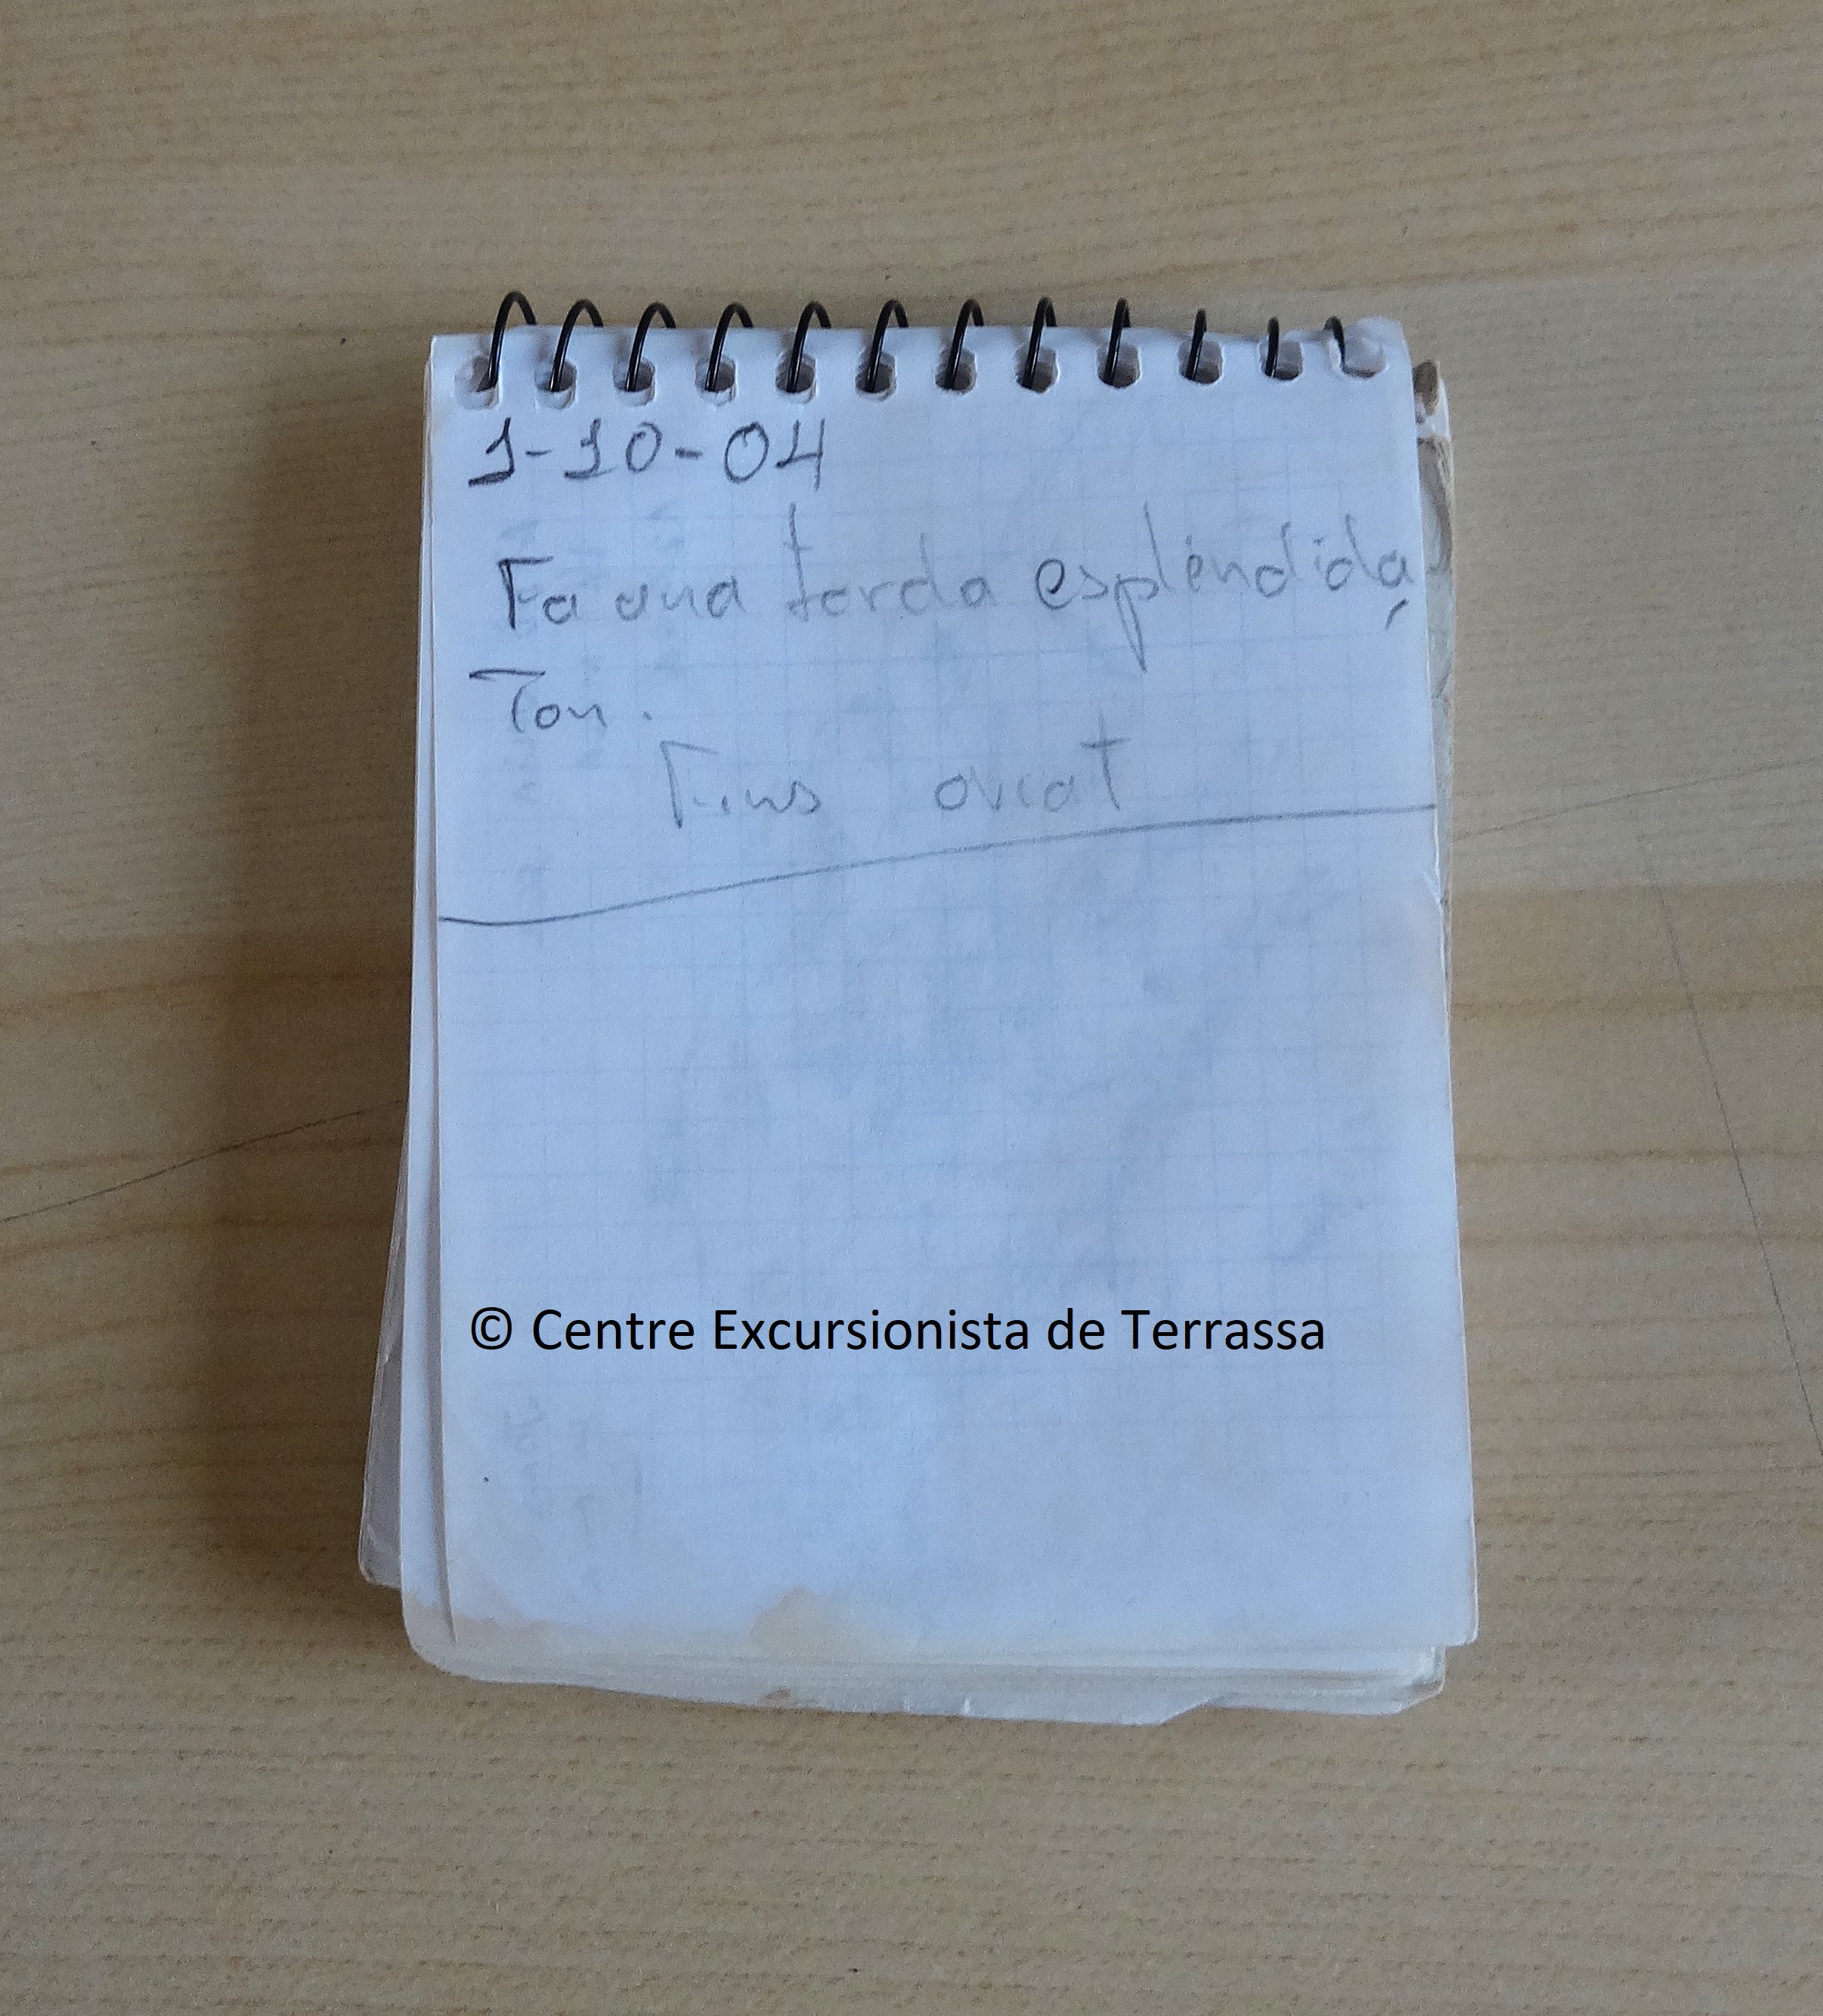 1-10-04
Fa una tarda esplèndida,
Ton.
Fins aviat
© Centre Excursionista de Terrassa